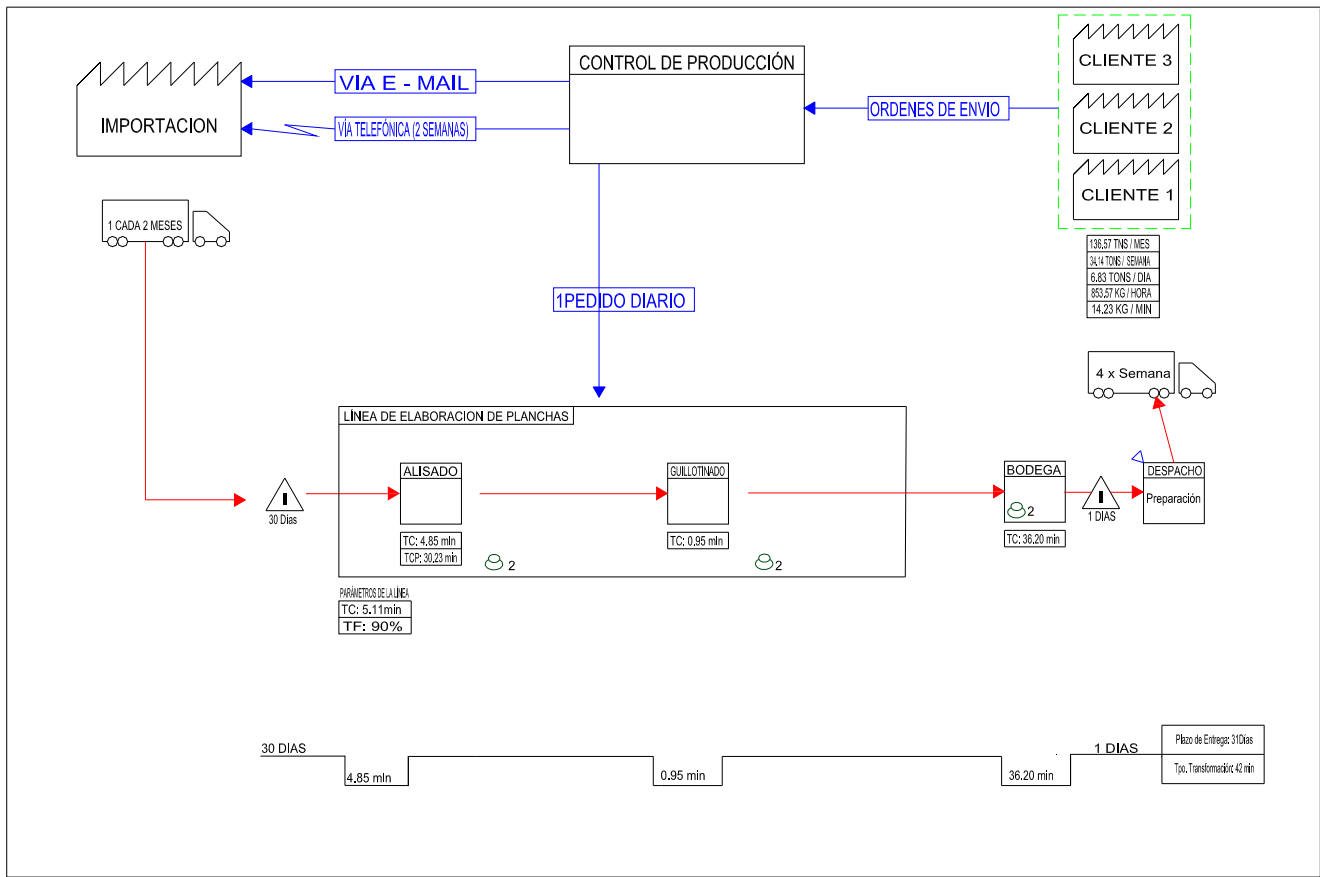 CONTROL DE PRODUCCIÓN
VIA E - MAIL
VÍA TELEFÓNICA (2 SEMANAS)
IMPORTACION
ORDENES DE ENVIO
CLIENTE 3
CLIENTE 2
CLIENTE 1
1 CADA 2 MESES
136.57 TNS / MES
34.14 TONS / SEMANA
6.83 TONS / DIA
853.57 KG / HORA
14.23 KG / MIN
1PEDIDO DIARIO
4 x Semana
LÍNEA DE ELABORACION DE PLANCHAS
ALISADO
GUILLOTINADO
BODEGA
DESPACHO
Preparación
I
30 Dias
I
1 DIAS
2
TC: 4.85 min
TCP: 30,23 min
2
TC: 0.95 min
2
TC: 36.20 min
PARÁMETROS DE LA LÍNEA
TC: 5.11min
TF: 90%
30 DIAS
4.85 min
0.95 min
36.20 min
1 DIAS
Plazo de Entrega: 31Dias
Tpo. Transformación: 42 min